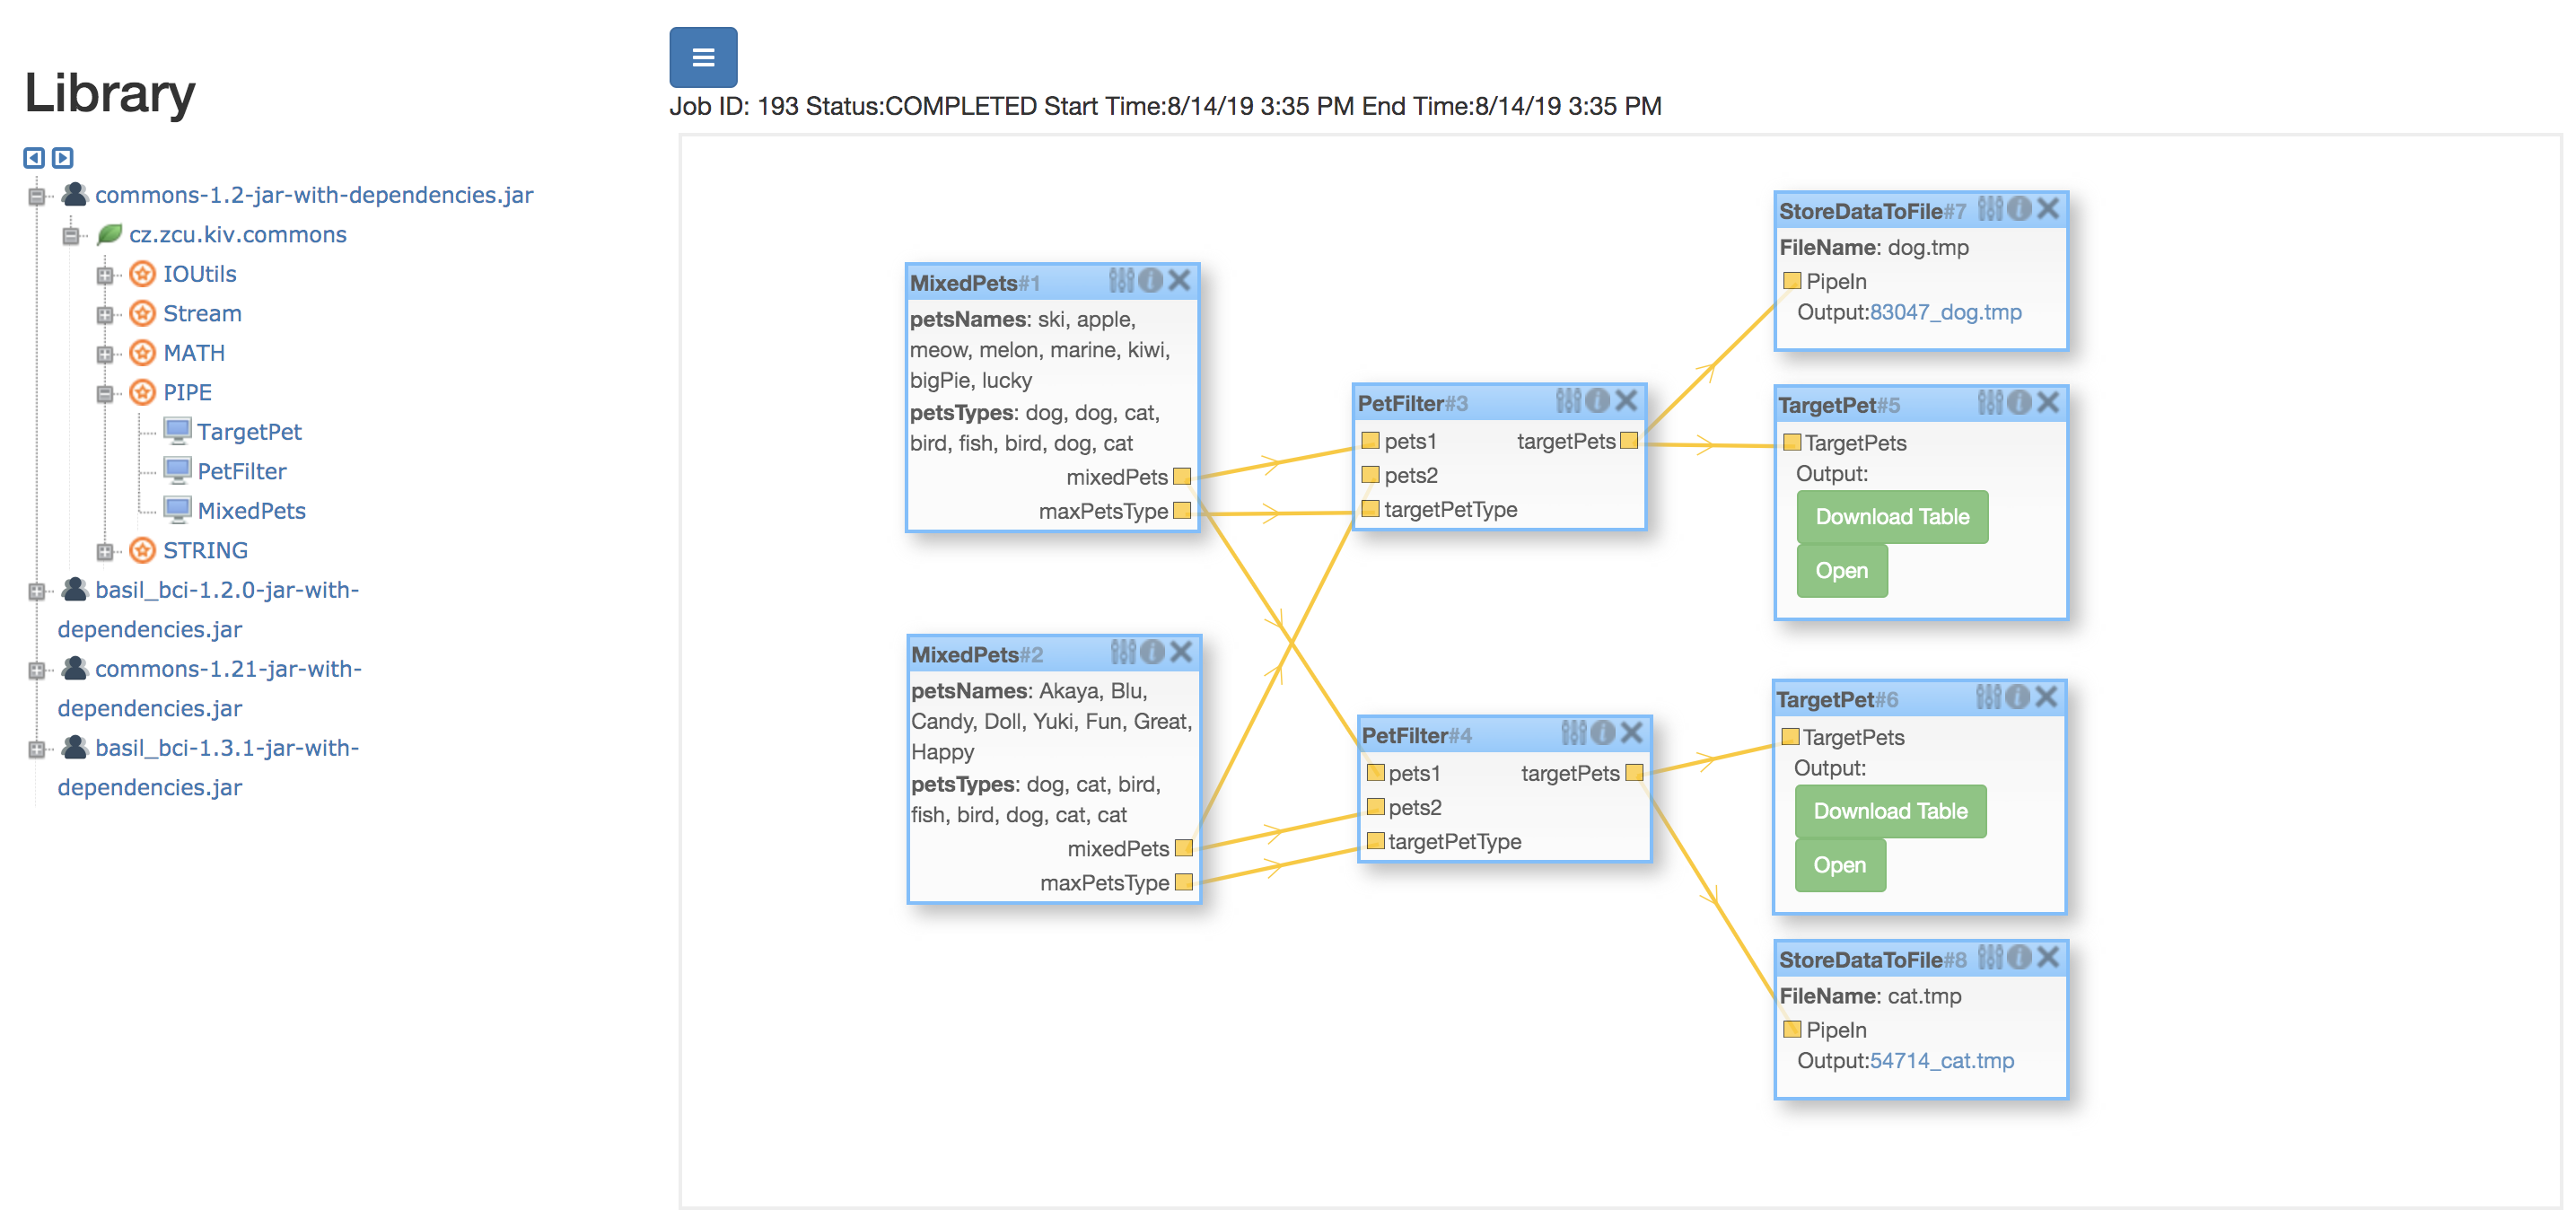 Library
commons-1.2-jar-with-dependencies.jar
cz.zcu.kiv.commons
IOUtils
Stream
MATH
PIPE
TargetPet
PetFilter
MixedPets
STRING
basil_bci-1.2.0-jar-with-
dependencies.jar
commons-1.21-jar-with-
dependencies.jar
basil_bci-1.3.1-jar-with-
dependencies.jar
Job ID: 193 Status:COMPLETED Start Time:8/14/19 3:35 PM End Time:8/14/19 3:35 PM
MixedPets#1
petsNames: ski, apple,
meow, melon, marine, kiwi,
bigPie, lucky
petsTypes: dog, dog, cat,
bird, fish, bird, dog, cat
mixedPets
maxPetsType
MixedPets#2
petsNames: Akaya, Blu,
Candy, Doll, Yuki, Fun, Great,
Happy
petsTypes: dog, cat, bird,
fish, bird, dog, cat, cat
mixedPets
maxPetsType
PetFilter#3
pets1 targetPets
pets2
targetPetType
PetFilter#4
pets1 targetPets
pets2
targetPetType
StoreDataToFile#7
FileName: dog.tmp
PipeIn
Output:83047_dog.tmp
TargetPet#5
TargetPets
Output:
Download Table
Open
TargetPet#6
TargetPets
Output:
Download Table
Open
StoreDataToFile#8
FileName: cat.tmp
PipeIn
Output:54714_cat.tmp